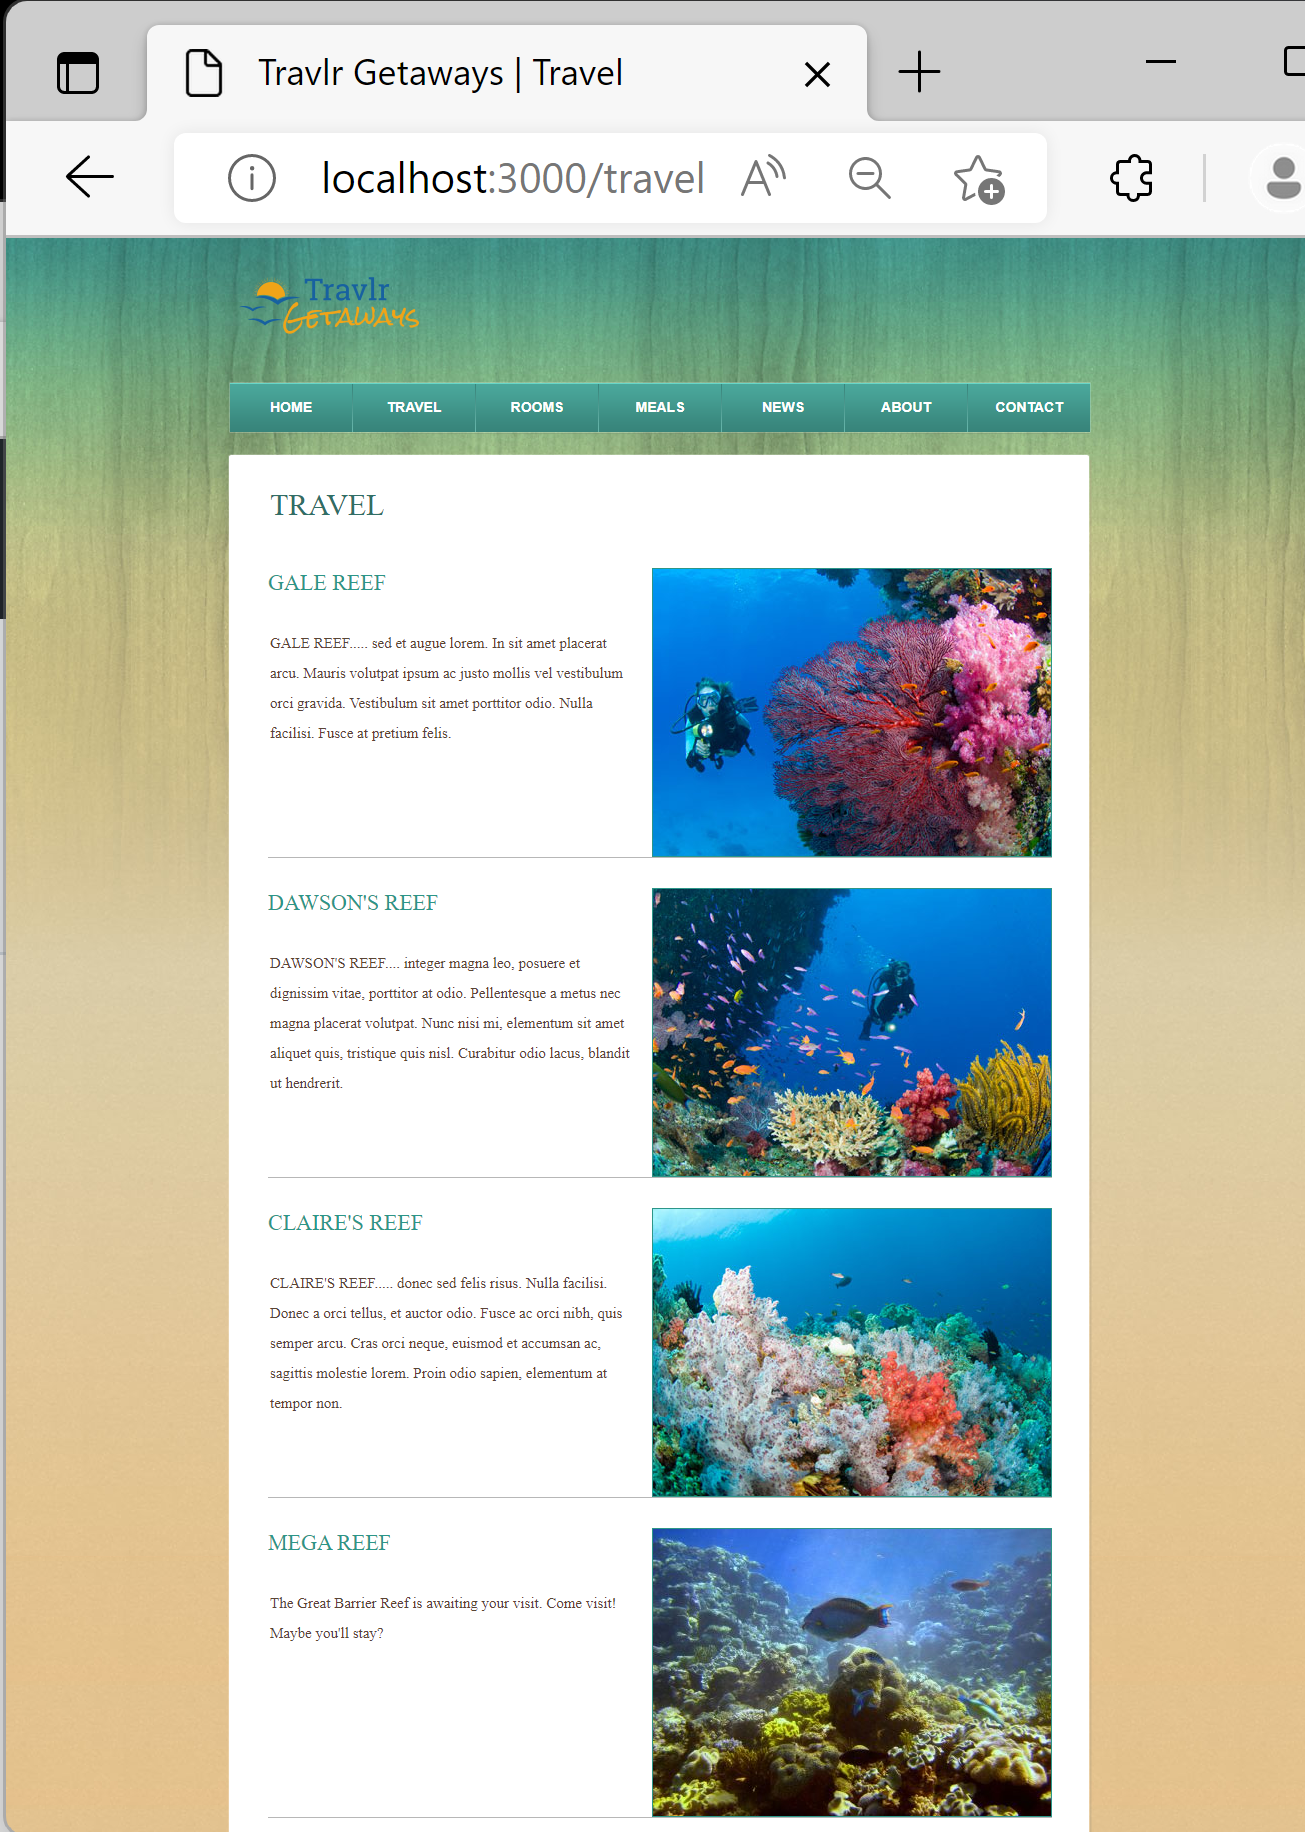 Travlr Getaways | Travel
localhost:3000/travel
Travlr
GETAWAYS
HOME TRAVEL ROOMS MEALS NEWS ABOUT CONTACT
TRAVEL
GALE REEF
GALE REEF..... sed et augue lorem. In sit amet placerat
arcu. Mauris volutpat ipsum ac justo mollis vel vestibulum
orci gravida. Vestibulum sit amet porttitor odio. Nulla
facilisi. Fusce at pretium felis.
DAWSON'S REEF
DAWSON'S REEF.... integer magna leo, posuere et
dignissim vitae, porttitor at odio. Pellentesque a metus nec
magna placerat volutpat. Nunc nisi mi, elementum sit amet
aliquet quis, tristique quis nisl. Curabitur odio lacus, blandit
ut hendrerit.
CLAIRE'S REEF
CLAIRE'S REEF..... donec sed felis risus. Nulla facilisi.
Donec a orci tellus, et auctor odio. Fusce ac orci nibh, quis
semper arcu. Cras orci neque, euismod et accumsan ac,
sagittis molestie lorem. Proin odio sapien, elementum at
tempor non.
MEGA REEF
The Great Barrier Reef is awaiting your visit. Come visit!
Maybe you'll stay?